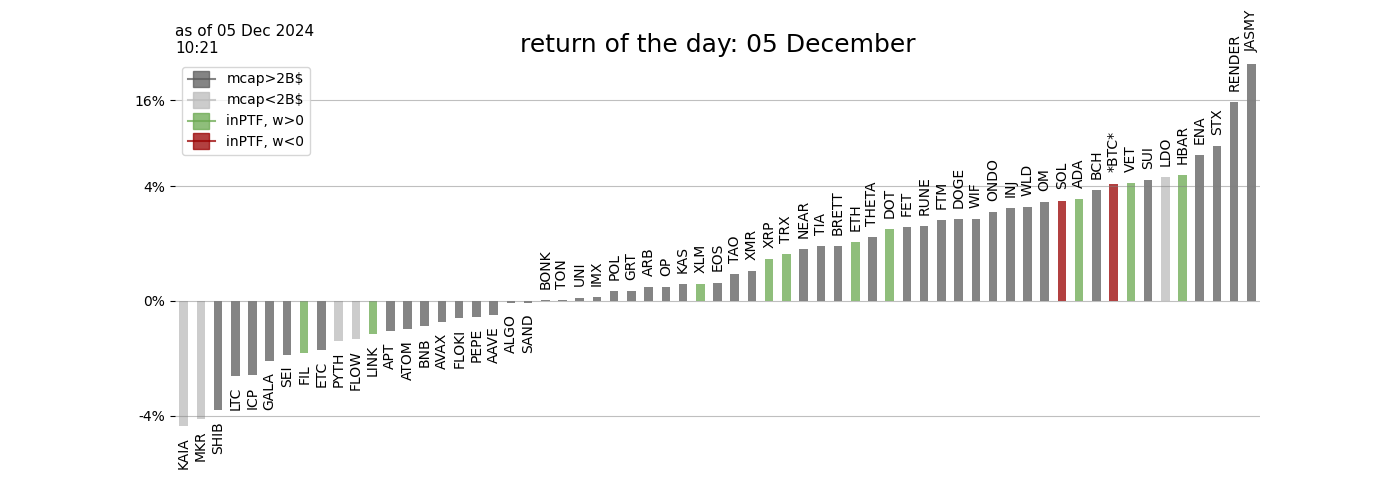 as of 05 Dec 2024
10:21
return of the day: 05 December
mcap>2B$
mcap<2B$
inPTF, w>0
inPTF, w<0
16%
4%
0%
-4%
KAIA
MKR
SHIB
LTC
ICP
GALA
SEI
FIL
ETC
PYTH
FLOW
LINK
APT
ATOM
BNB
AVAX
FLOKI
PEPE
AAVE
ALGO
SAND
BONK
TON
UNI
IMX
POL
GRT
ARB
OP
KAS
XLM
EOS
TAO
XMR
XRP
TRX
NEAR
TIA
BRETT
ETH
THETA
DOT
FET
RUNE
FTM
DOGE
WIF
ONDO
INJ
WLD
OM
SOL
ADA
BCH
*BTC*
VET
SUI
LDO
HBAR
ENA
STX
RENDER
JASMY